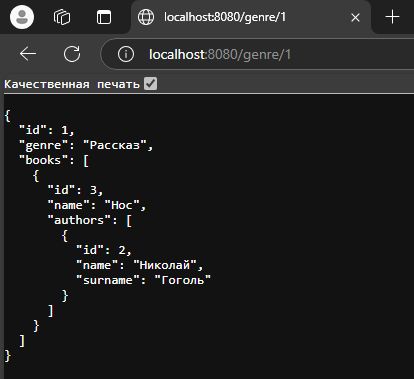 localhost:8080/genre/1
localhost:8080/genre/1
Качественная печать
{
  "id": 1,
  "genre": "Рассказ",
  "books": [
    {
      "id": 3,
      "name": "Нос",
      "authors": [
        {
          "id": 2,
          "name": "Николай",
          "surname": "Гоголь"
        }
      ]
    }
  ]
}